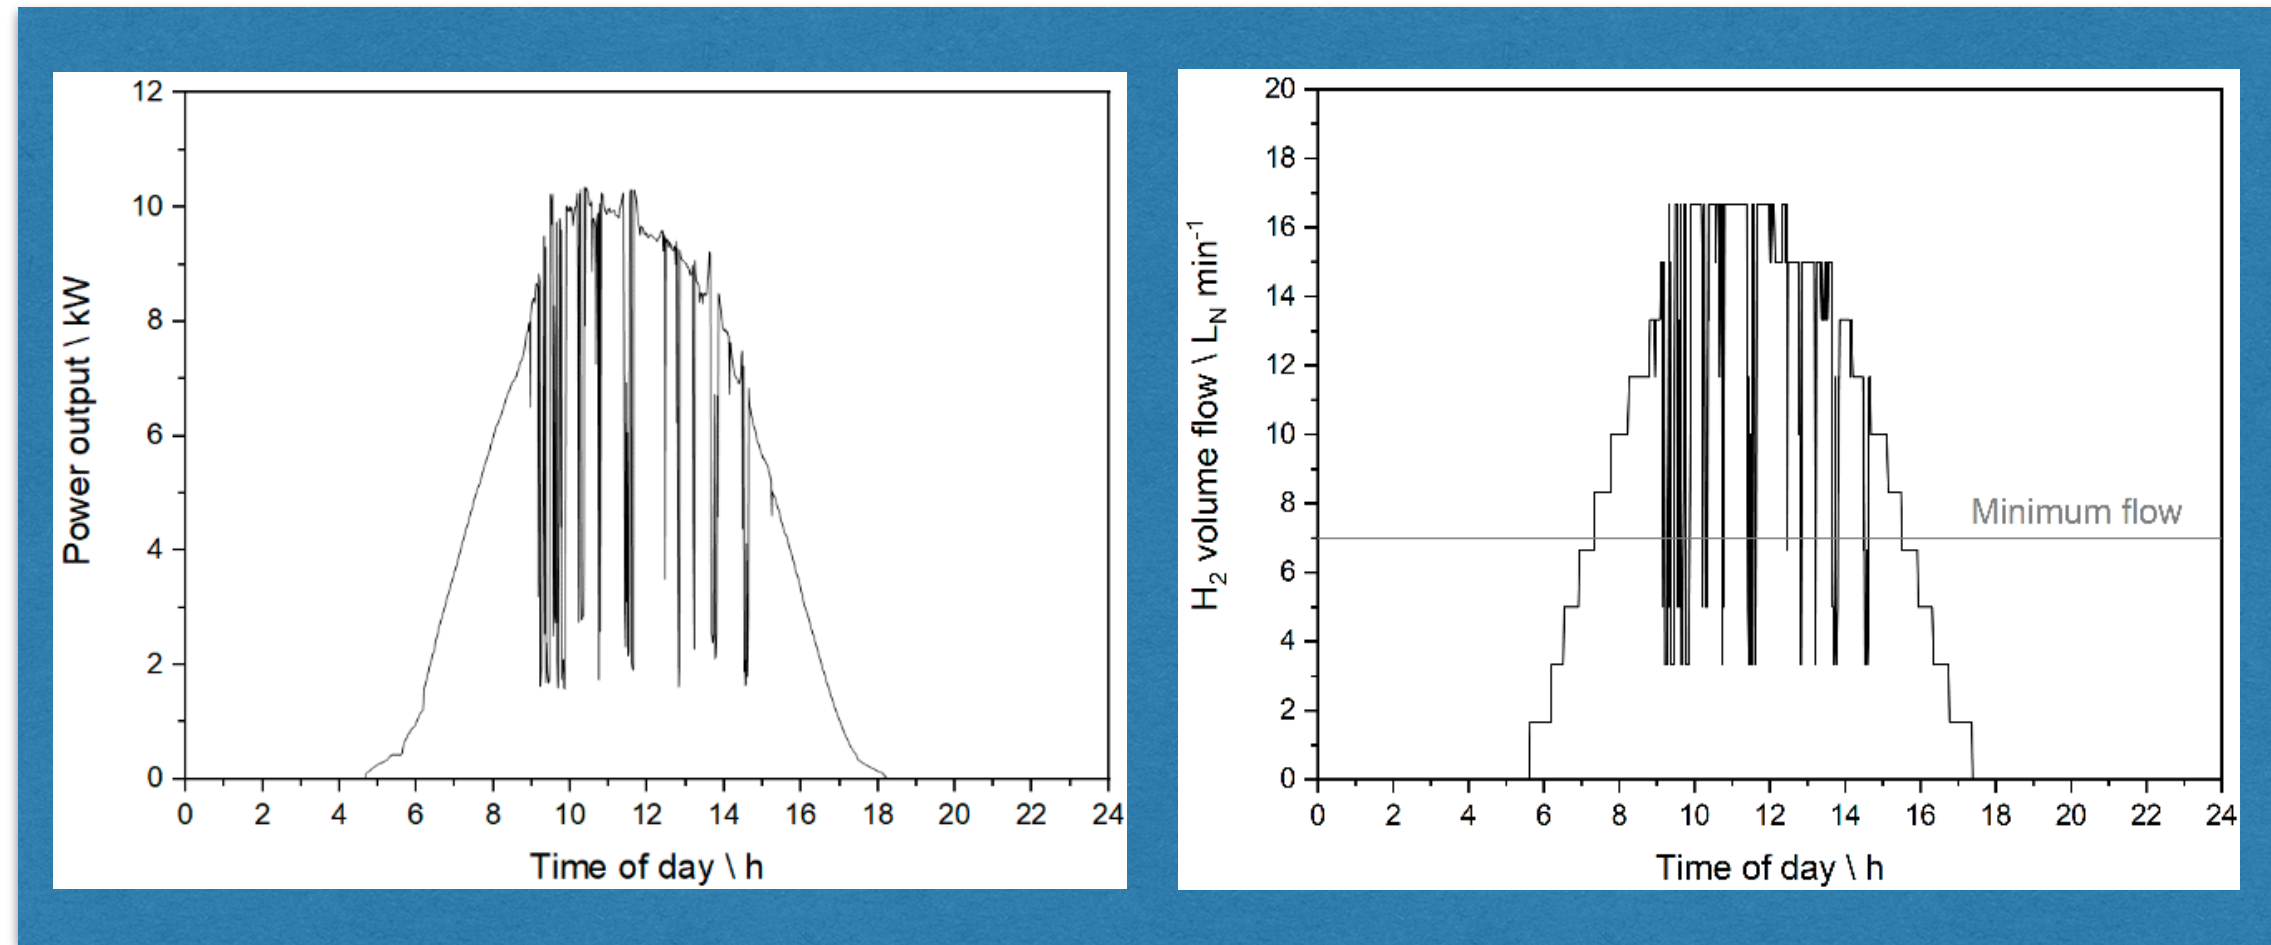 12
10
8
6
4
2
0
Power output \ kW
0 2 4 6 8 10 12 14 16 18 20 22 24
Time of day \ h
20
18
16
14
12
10
8
6
4
2
0
H2 volume flow \ LN min-1
Minimum flow
0 2 4 6 8 10 12 14 16 18 20 22 24
Time of day \ h